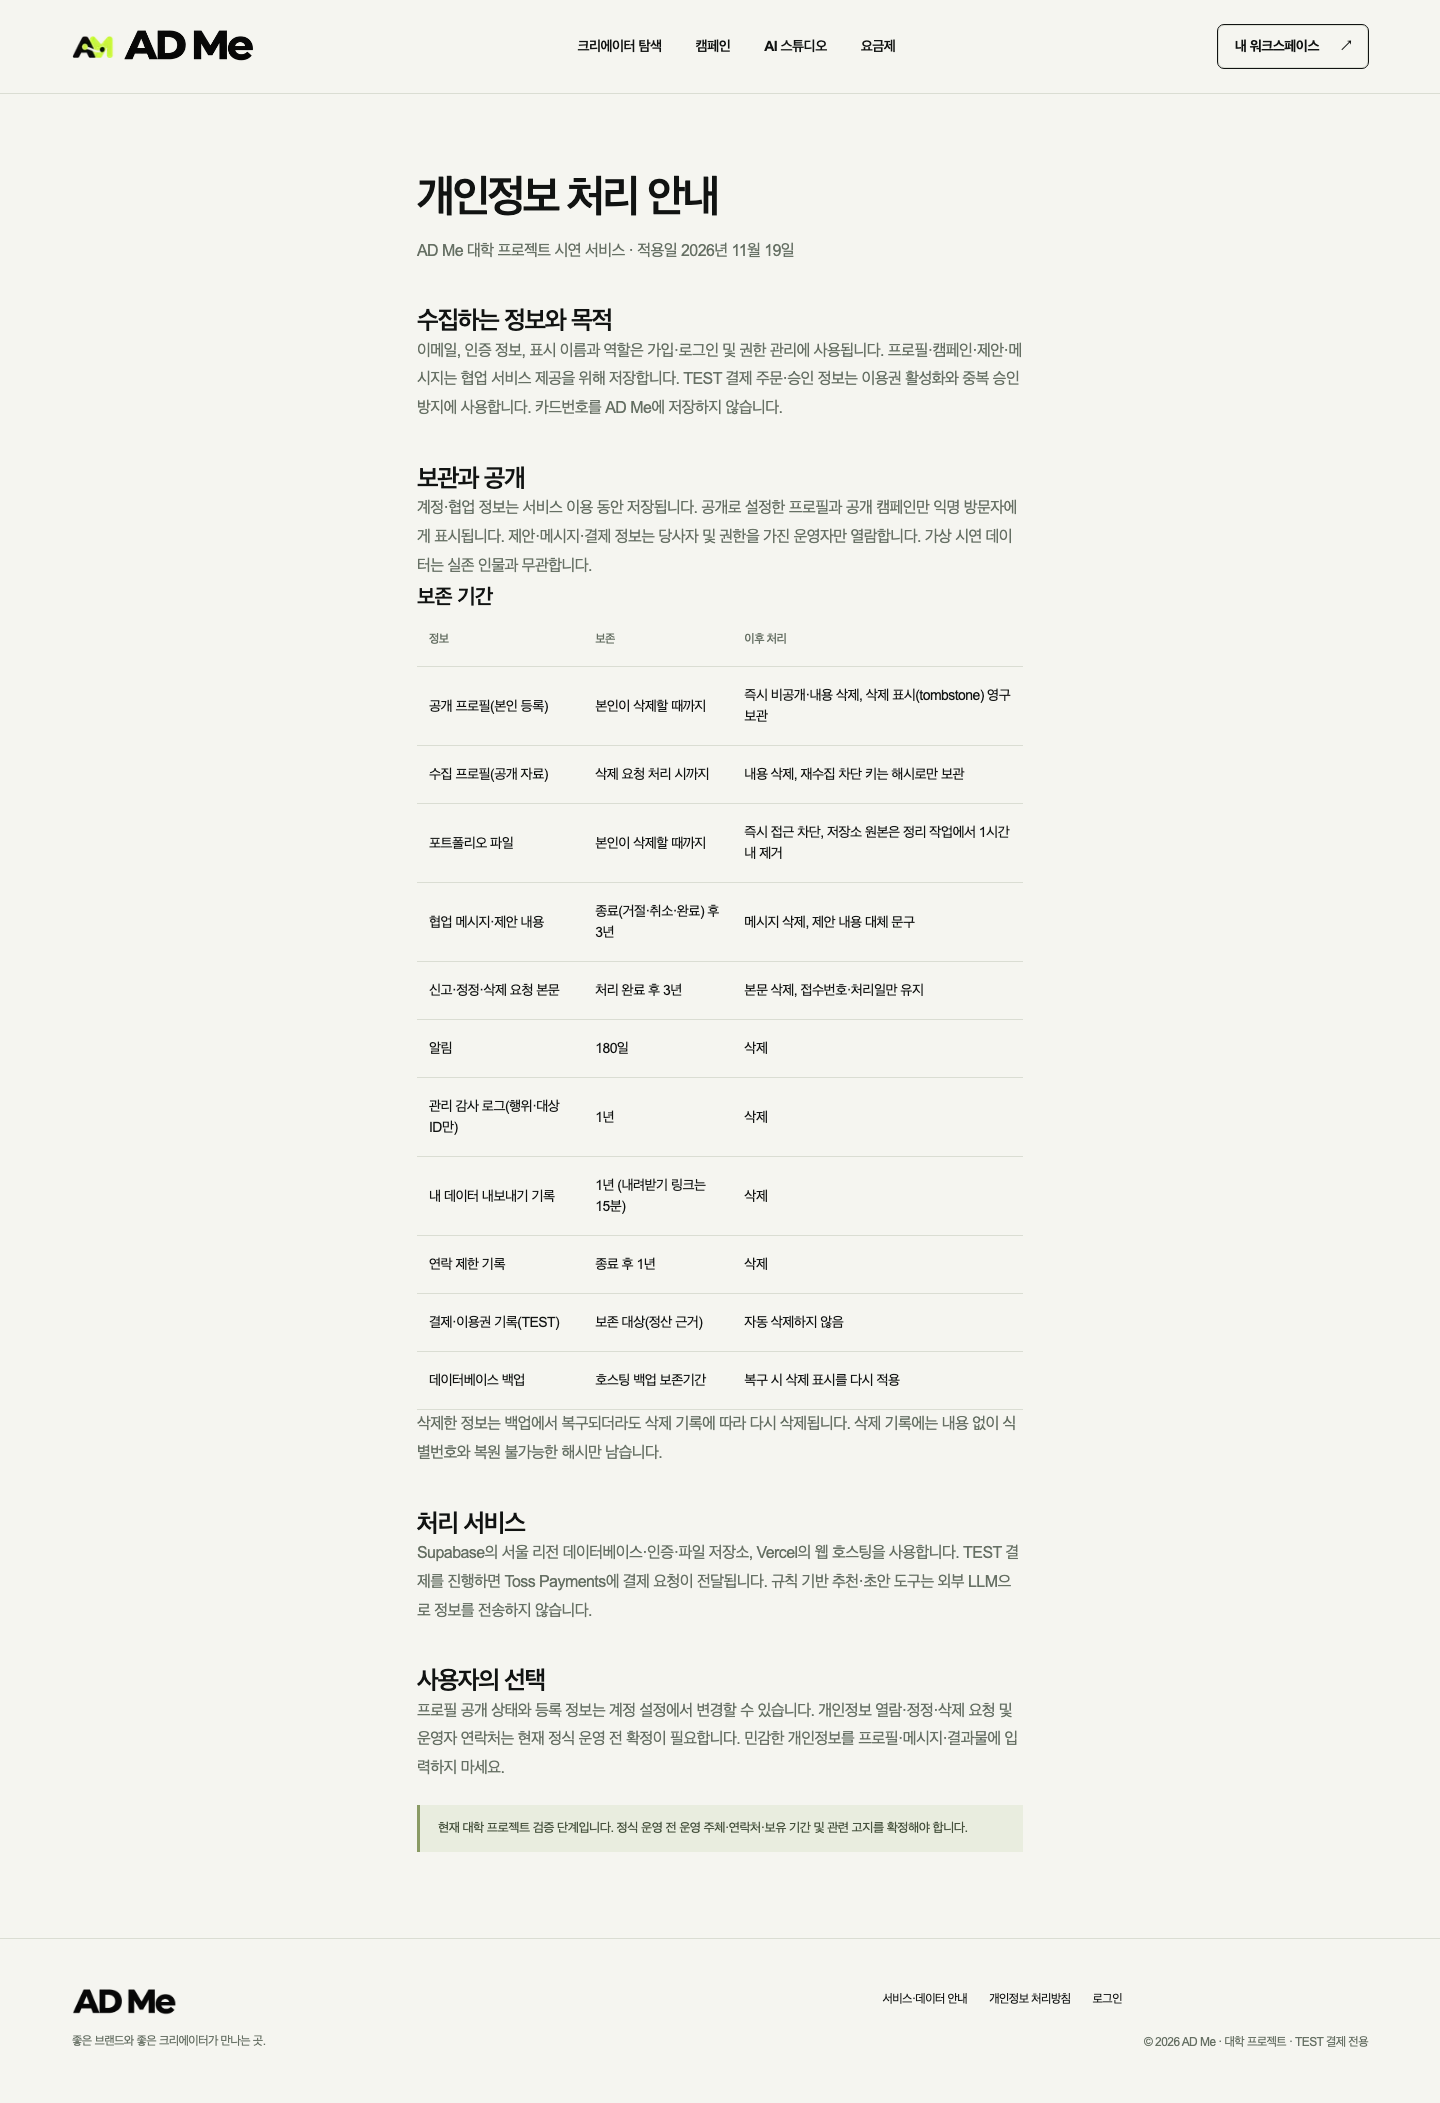 AM AD Me
크리에이터 탐색
캠페인
AI 스튜디오
요금제
내 워크스페이스 ↗
개인정보 처리 안내
AD Me 대학 프로젝트 시연 서비스 · 적용일 2026년 11월 19일
수집하는 정보와 목적
이메일, 인증 정보, 표시 이름과 역할은 가입·로그인 및 권한 관리에 사용됩니다. 프로필·캠페인·제안·메
시지는 협업 서비스 제공을 위해 저장합니다. TEST 결제 주문·승인 정보는 이용권 활성화와 중복 승인
방지에 사용합니다. 카드번호를 AD Me에 저장하지 않습니다.
보관과 공개
계정·협업 정보는 서비스 이용 동안 저장됩니다. 공개로 설정한 프로필과 공개 캠페인만 익명 방문자에
게 표시됩니다. 제안·메시지·결제 정보는 당사자 및 권한을 가진 운영자만 열람합니다. 가상 시연 데이
터는 실존 인물과 무관합니다.
보존 기간
정보
보존
이후 처리
공개 프로필(본인 등록)
본인이 삭제할 때까지
즉시 비공개·내용 삭제, 삭제 표시(tombstone) 영구
보관
수집 프로필(공개 자료)
삭제 요청 처리 시까지
내용 삭제, 재수집 차단 키는 해시로만 보관
포트폴리오 파일
본인이 삭제할 때까지
즉시 접근 차단, 저장소 원본은 정리 작업에서 1시간
내 제거
협업 메시지·제안 내용
종료(거절·취소·완료) 후
3년
메시지 삭제, 제안 내용 대체 문구
신고·정정·삭제 요청 본문
처리 완료 후 3년
본문 삭제, 접수번호·처리일만 유지
알림
180일
삭제
관리 감사 로그(행위·대상
ID만)
1년
삭제
내 데이터 내보내기 기록
1년 (내려받기 링크는
15분)
삭제
연락 제한 기록
종료 후 1년
삭제
결제·이용권 기록(TEST)
보존 대상(정산 근거)
자동 삭제하지 않음
데이터베이스 백업
호스팅 백업 보존기간
복구 시 삭제 표시를 다시 적용
삭제한 정보는 백업에서 복구되더라도 삭제 기록에 따라 다시 삭제됩니다. 삭제 기록에는 내용 없이 식
별번호와 복원 불가능한 해시만 남습니다.
처리 서비스
Supabase의 서울 리전 데이터베이스·인증·파일 저장소, Vercel의 웹 호스팅을 사용합니다. TEST 결
제를 진행하면 Toss Payments에 결제 요청이 전달됩니다. 규칙 기반 추천·초안 도구는 외부 LLM으
로 정보를 전송하지 않습니다.
사용자의 선택
프로필 공개 상태와 등록 정보는 계정 설정에서 변경할 수 있습니다. 개인정보 열람·정정·삭제 요청 및
운영자 연락처는 현재 정식 운영 전 확정이 필요합니다. 민감한 개인정보를 프로필·메시지·결과물에 입
력하지 마세요.
현재 대학 프로젝트 검증 단계입니다. 정식 운영 전 운영 주체·연락처·보유 기간 및 관련 고지를 확정해야 합니다.
AD Me
좋은 브랜드와 좋은 크리에이터가 만나는 곳.
서비스·데이터 안내
개인정보 처리방침
로그인
© 2026 AD Me · 대학 프로젝트 · TEST 결제 전용